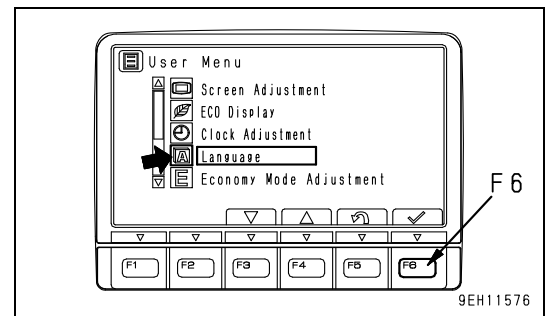 User Menu
Screen Adjustment
ECO Display
Clock Adjustment
A Language
E Economy Mode Adjustment
F6
F1 F2 F3 F4 F5 F6
9EH11576